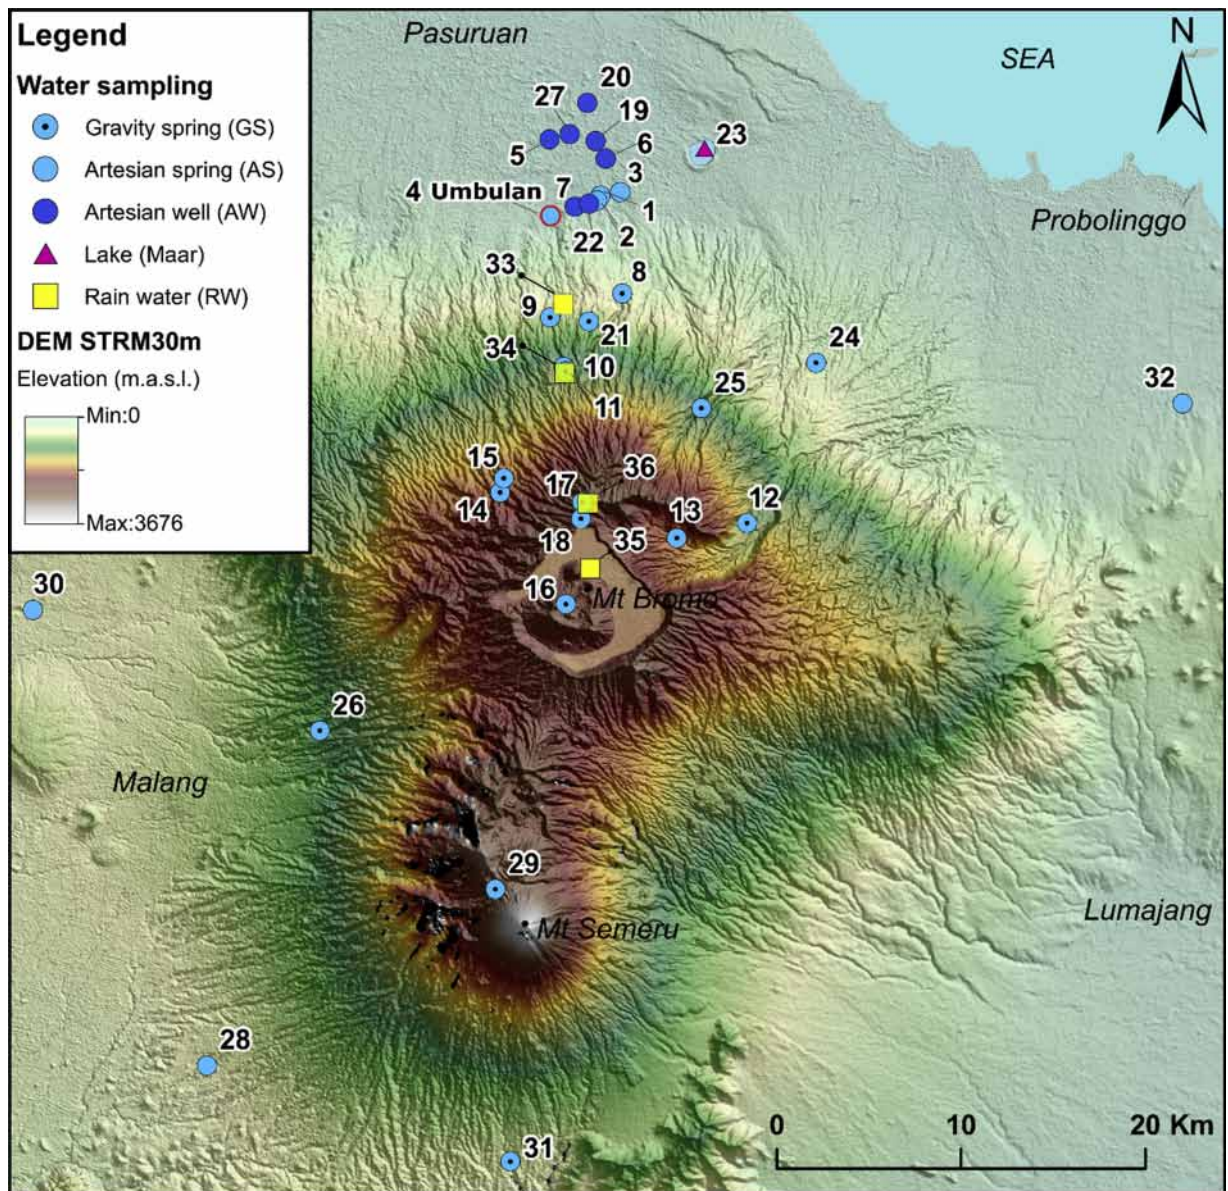 Legend
Water sampling
Gravity spring (GS)
Artesian spring (AS)
Artesian well (AW)
Lake (Maar)
Rain water (RW)
DEM STRM30m
Elevation (m.a.s.l.)
Min:0
Max:3676
Pasuruan
SEA
N
20
27
19
5
6
23
3
4 Umbulan
7
1
22
2
Probolinggo
33
8
9
21
34
10
24
32
25
11
15
36
17
14
13
12
18
35
30
16
Mt Bromo
26
Malang
29
Mt Semeru
Lumajang
28
31
0
10
20 Km